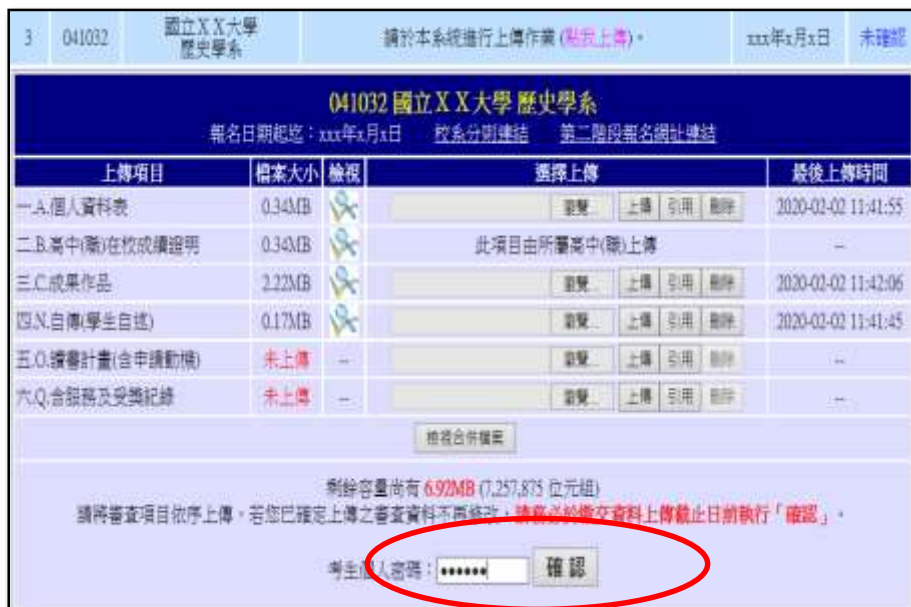 3 041032 國立XX大學 歷史學系 請於本系統進行上傳作業 (點我上傳)。 xxx年x月x日 未確認
041032 國立XX大學 歷史學系
報名日期起迄：xxx年x月x日 校系分則連結 第二階段報名網址連結
上傳項目 檔案大小 檢視 選擇上傳 最後上傳時間
一.A.個人資料表 0.34MB 瀏覽... 上傳 引用 刪除 2020-02-02 11:41:55
二.B.高中(職)在校成績證明 0.34MB 此項目由所屬高中(職)上傳 --
三.C.成果作品 2.22MB 瀏覽... 上傳 引用 刪除 2020-02-02 11:42:06
四.N.自傳(學生自述) 0.17MB 瀏覽... 上傳 引用 刪除 2020-02-02 11:41:45
五.O.讀書計畫(含申請動機) 未上傳 -- 瀏覽... 上傳 引用 刪除 --
六.Q.含服務及受獎紀錄 未上傳 -- 瀏覽... 上傳 引用 刪除 --
檢視合併檔案
剩餘容量尚有 6.92MB (7,257,875 位元組)
請將審查項目依序上傳。若您已確定上傳之審查資料不再修改，請務必於繳交資料上傳截止日前執行「確認」。
考生個人密碼：•••••• 確認